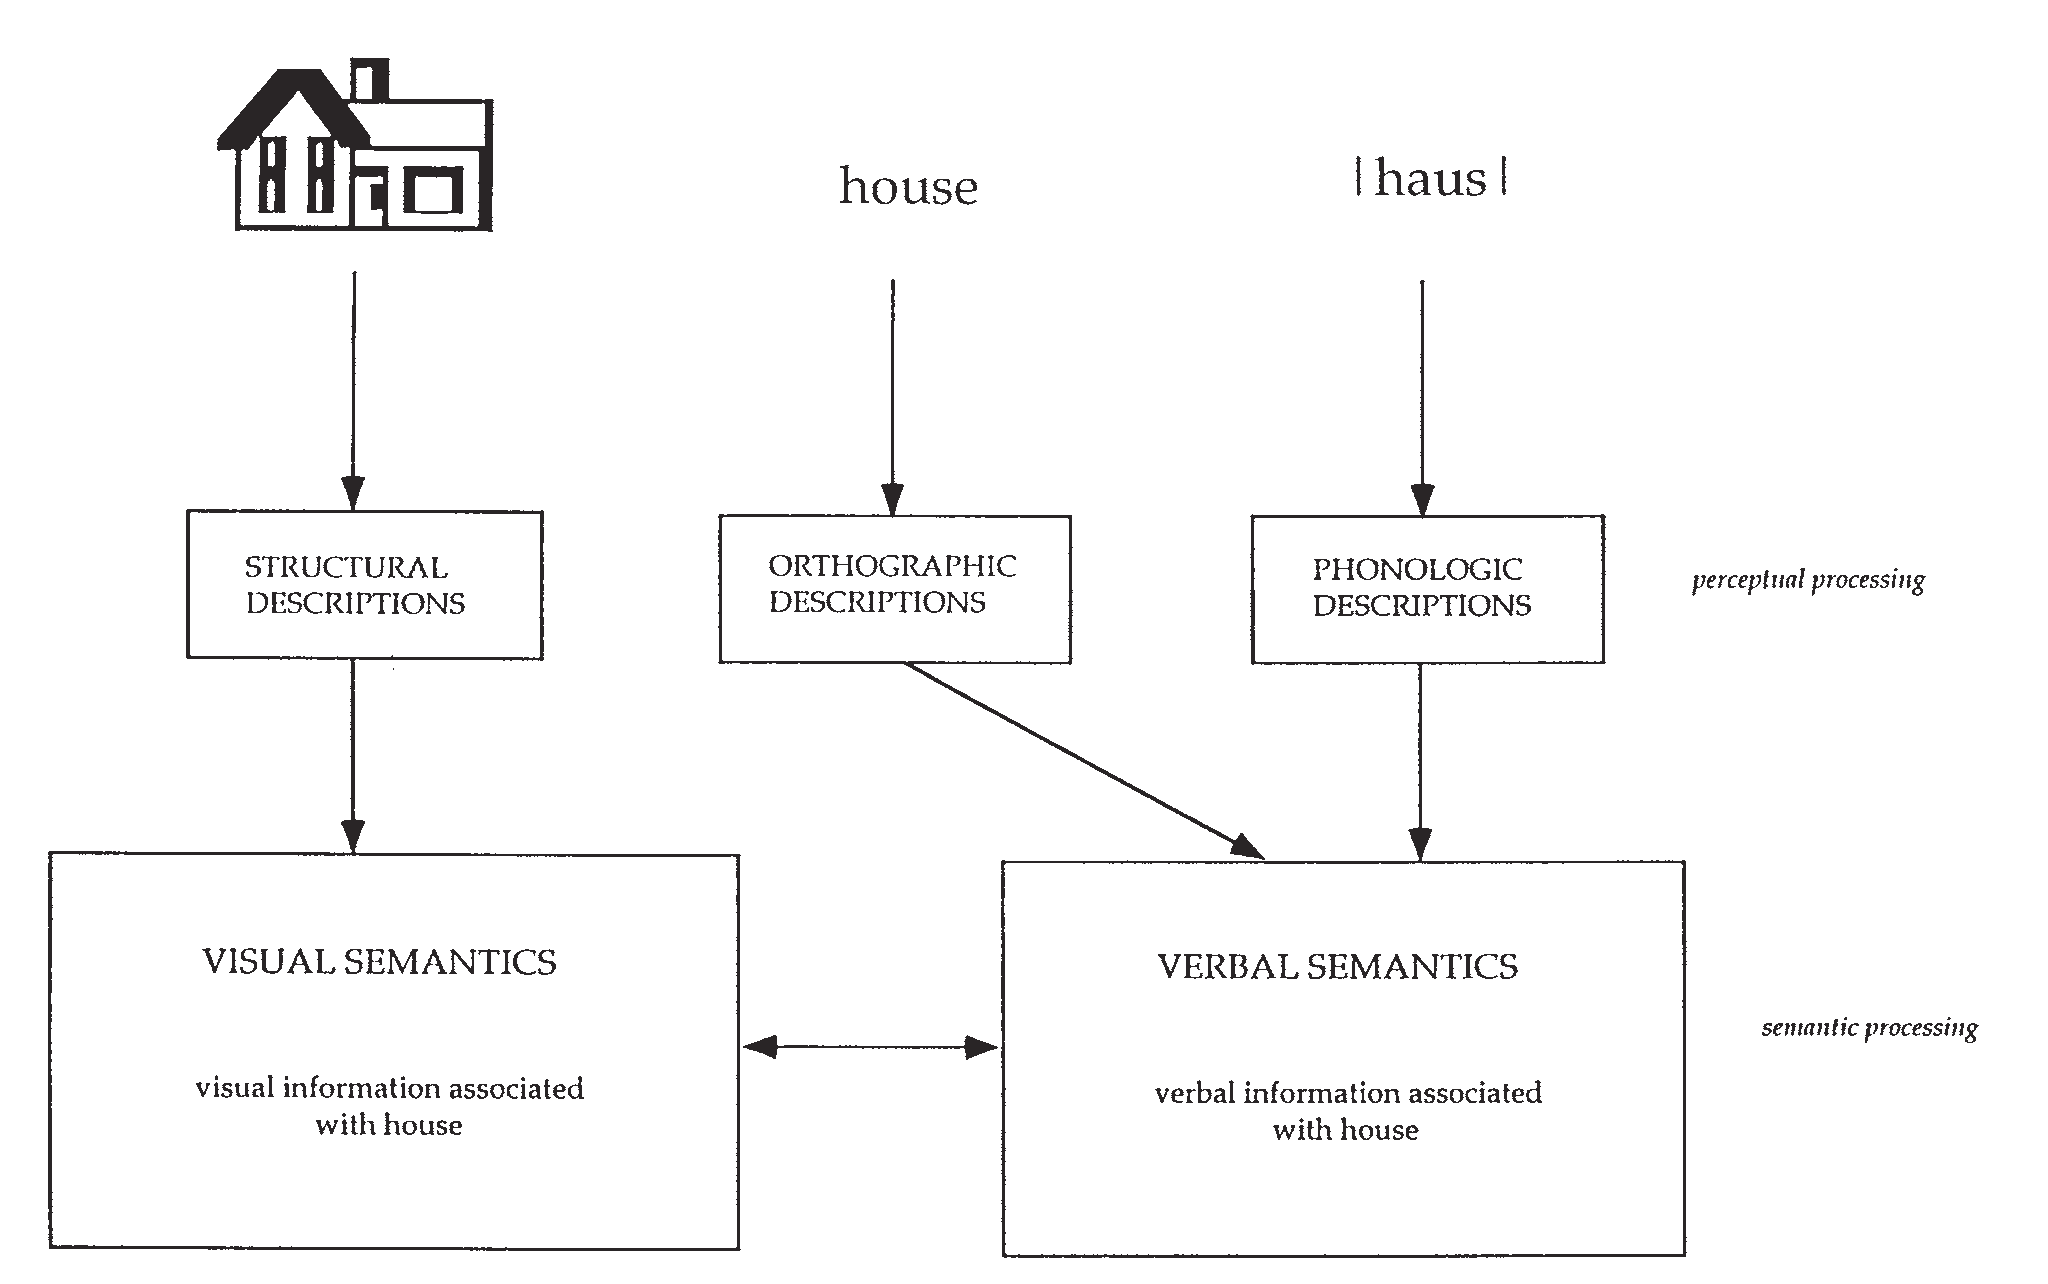 house
|haus|
STRUCTURAL
DESCRIPTIONS
ORTHOGRAPHIC
DESCRIPTIONS
PHONOLOGIC
DESCRIPTIONS
perceptual processing
VISUAL SEMANTICS
visual information associated
with house
VERBAL SEMANTICS
verbal information associated
with house
semantic processing